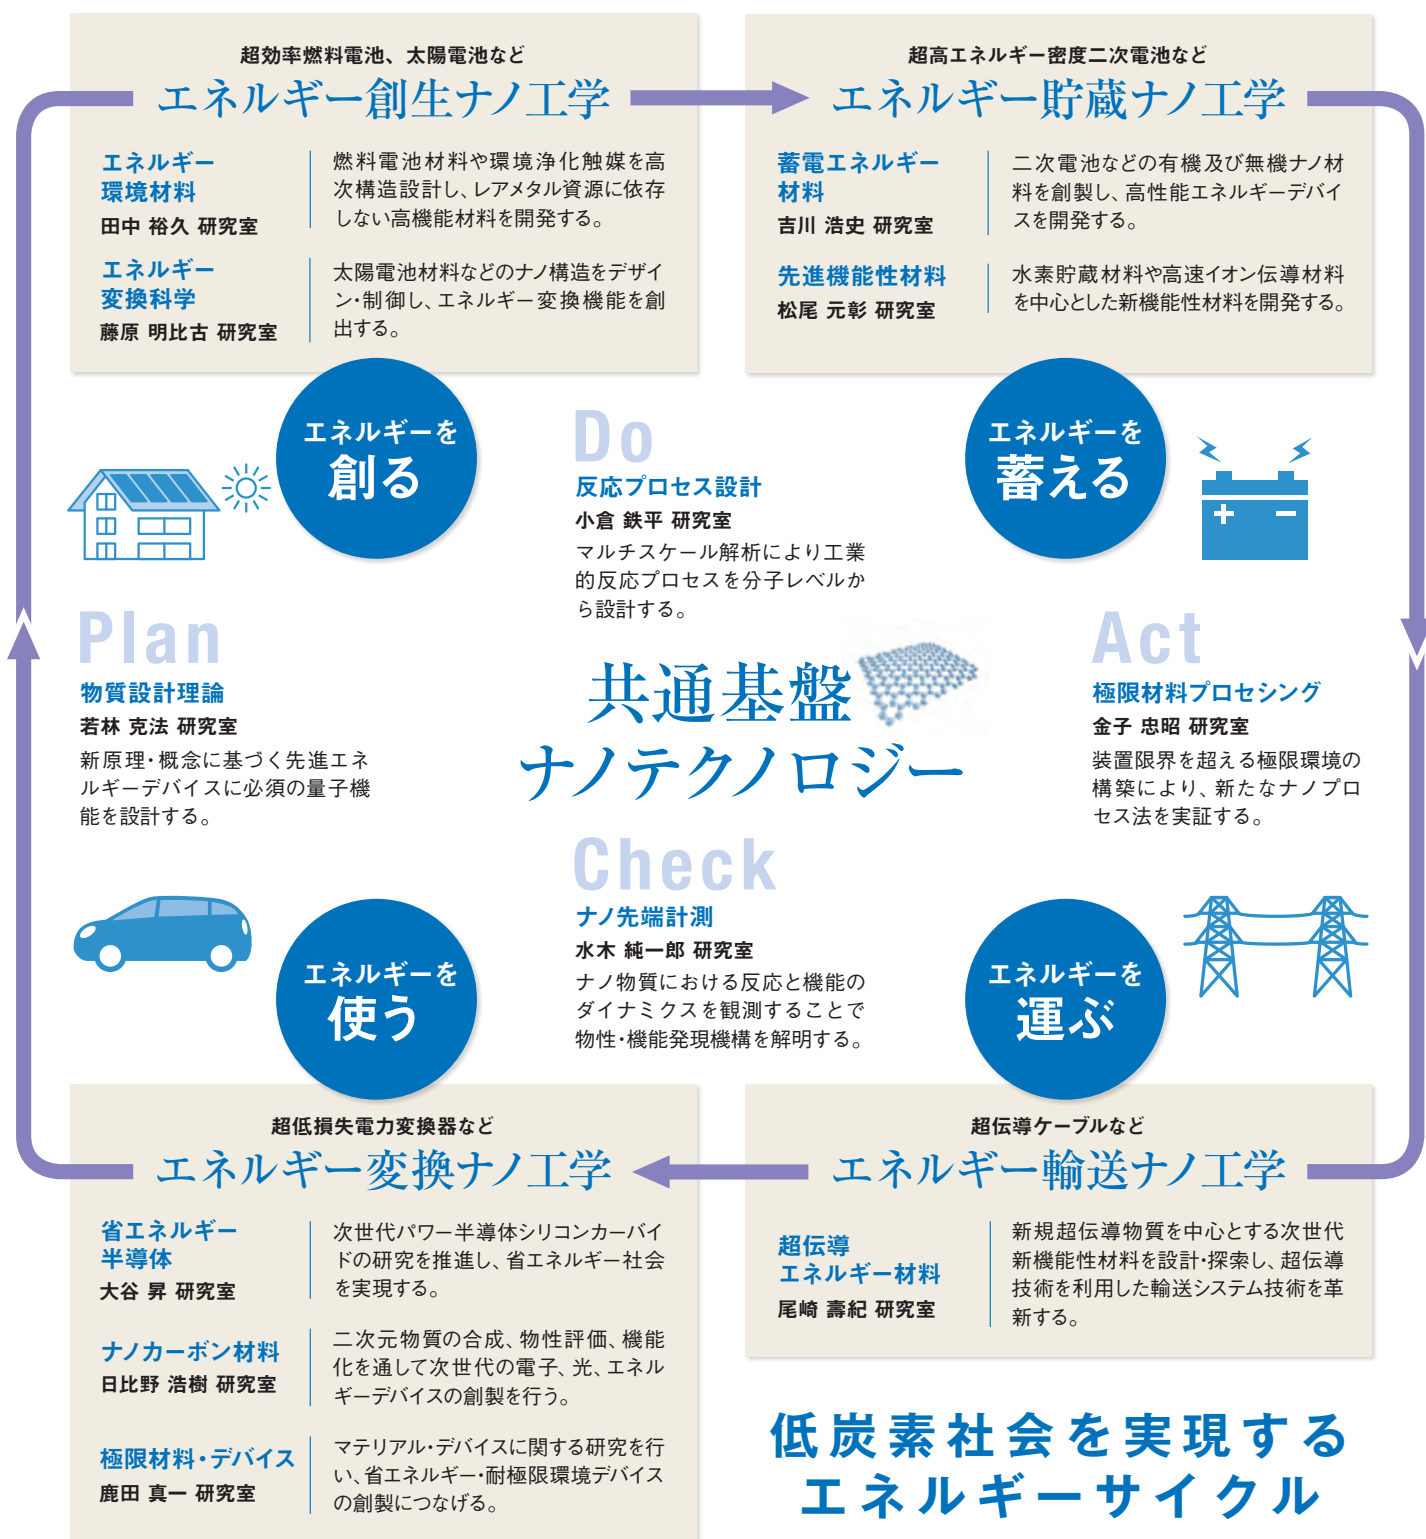 超効率燃料電池、太陽電池など
エネルギー創生ナノ工学
エネルギー
環境材料
田中 裕久 研究室
燃料電池材料や環境浄化触媒を高
次構造設計し、レアメタル資源に依存
しない高機能材料を開発する。
エネルギー
変換科学
藤原 明比古 研究室
太陽電池材料などのナノ構造をデザイ
ン・制御し、エネルギー変換機能を創
出する。
超高エネルギー密度二次電池など
エネルギー貯蔵ナノ工学
蓄電エネルギー
材料
吉川 浩史 研究室
二次電池などの有機及び無機ナノ材
料を創製し、高性能エネルギーデバイ
スを開発する。
先進機能性材料
松尾 元彰 研究室
水素貯蔵材料や高速イオン伝導材料
を中心とした新機能性材料を開発する。
エネルギーを
創る
Do
反応プロセス設計
小倉 鉄平 研究室
マルチスケール解析により工業
的反応プロセスを分子レベルか
ら設計する。
エネルギーを
蓄える
Plan
物質設計理論
若林 克法 研究室
新原理・概念に基づく先進エネ
ルギーデバイスに必須の量子機
能を設計する。
共通基盤
ナノテクノロジー
Act
極限材料プロセシング
金子 忠昭 研究室
装置限界を超える極限環境の
構築により、新たなナノプロ
セス法を実証する。
Check
ナノ先端計測
水木 純一郎 研究室
ナノ物質における反応と機能の
ダイナミクスを観測することで
物性・機能発現機構を解明する。
エネルギーを
使う
エネルギーを
運ぶ
超低損失電力変換器など
エネルギー変換ナノ工学
省エネルギー
半導体
大谷 昇 研究室
次世代パワー半導体シリコンカーバイ
ドの研究を推進し、省エネルギー社会
を実現する。
ナノカーボン材料
日比野 浩樹 研究室
二次元物質の合成、物性評価、機能
化を通して次世代の電子、光、エネル
ギーデバイスの創製を行う。
極限材料・デバイス
鹿田 真一 研究室
マテリアル・デバイスに関する研究を行
い、省エネルギー・耐極限環境デバイス
の創製につなげる。
超伝導ケーブルなど
エネルギー輸送ナノ工学
超伝導
エネルギー材料
尾崎 壽紀 研究室
新規超伝導物質を中心とする次世代
新機能性材料を設計・探索し、超伝導
技術を利用した輸送システム技術を革
新する。
低炭素社会を実現する
エネルギーサイクル